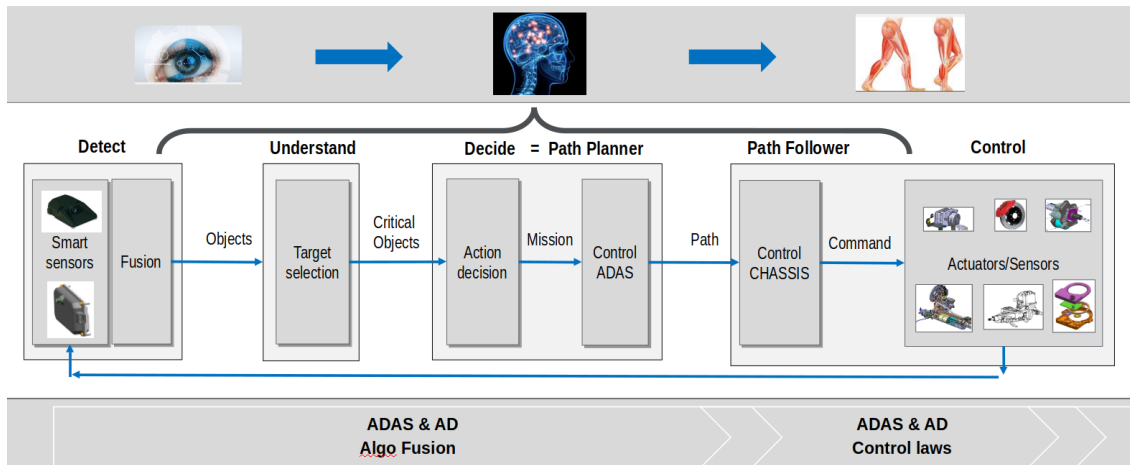 Detect
Understand
Decide = Path Planner
Path Follower
Control
Smart
sensors
Fusion
Objects
Target
selection
Critical
Objects
Action
decision
Mission
Control
ADAS
Path
Control
CHASSIS
Command
Actuators/Sensors
ADAS & AD
Algo Fusion
ADAS & AD
Control laws